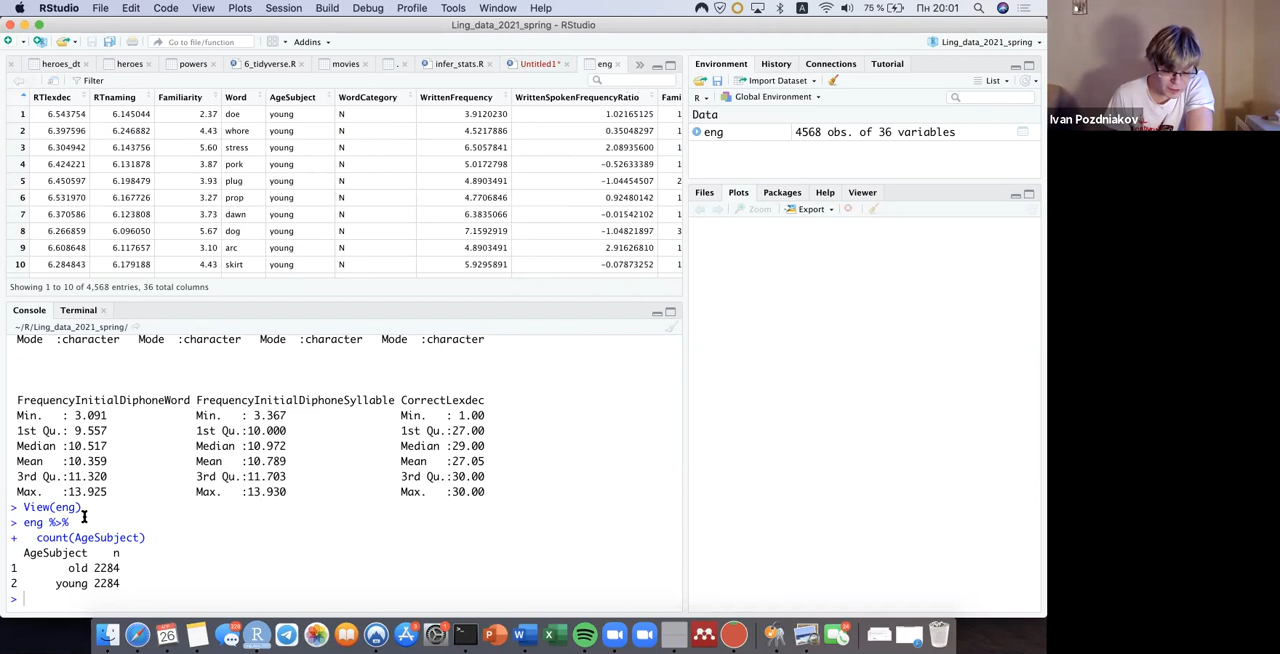 RStudio File Edit Code View Plots Session Build Debug Profile Tools Window Help 75 % Пн 20:01
Ling_data_2021_spring - RStudio
Go to file/function Addins Ling_data_2021_spring
heroes_dt heroes powers 6_tidyverse.R movies . infer_stats.R Untitled1* eng
Filter
RTlexdec RTnaming Familiarity Word AgeSubject WordCategory WrittenFrequency WrittenSpokenFrequencyRatio Fami
1 6.543754 6.145044 2.37 doe young N 3.9120230 1.02165125 1
2 6.397596 6.246882 4.43 whore young N 4.5217886 0.35048297 1
3 6.304942 6.143756 5.60 stress young N 6.5057841 2.08935600 1
4 6.424221 6.131878 3.87 pork young N 5.0172798 -0.52633389 1
5 6.450597 6.198479 3.93 plug young N 4.8903491 -1.04454507 2
6 6.531970 6.167726 3.27 prop young N 4.7706846 0.92480142 1
7 6.370586 6.123808 3.73 dawn young N 6.3835066 -0.01542102 1
8 6.266859 6.096050 5.67 dog young N 7.1592919 -1.04821897 3
9 6.608648 6.117657 3.10 arc young N 4.8903491 2.91626810 1
10 6.284843 6.179188 4.43 skirt young N 5.9295891 -0.07873252 1
Showing 1 to 10 of 4,568 entries, 36 total columns
Console Terminal
~/R/Ling_data_2021_spring/
Mode :character Mode :character Mode :character Mode :character
FrequencyInitialDiphoneWord FrequencyInitialDiphoneSyllable CorrectLexdec
Min. : 3.091 Min. : 3.367 Min. : 1.00
1st Qu.: 9.557 1st Qu.:10.000 1st Qu.:27.00
Median :10.517 Median :10.972 Median :29.00
Mean :10.359 Mean :10.789 Mean :27.05
3rd Qu.:11.320 3rd Qu.:11.703 3rd Qu.:30.00
Max. :13.925 Max. :13.930 Max. :30.00
> View(eng)
> eng %>%
+ count(AgeSubject)
AgeSubject n
1 old 2284
2 young 2284
>
Environment History Connections Tutorial
Import Dataset List
R Global Environment
Data
eng 4568 obs. of 36 variables
Files Plots Packages Help Viewer
Zoom Export
Ivan Pozdniakov